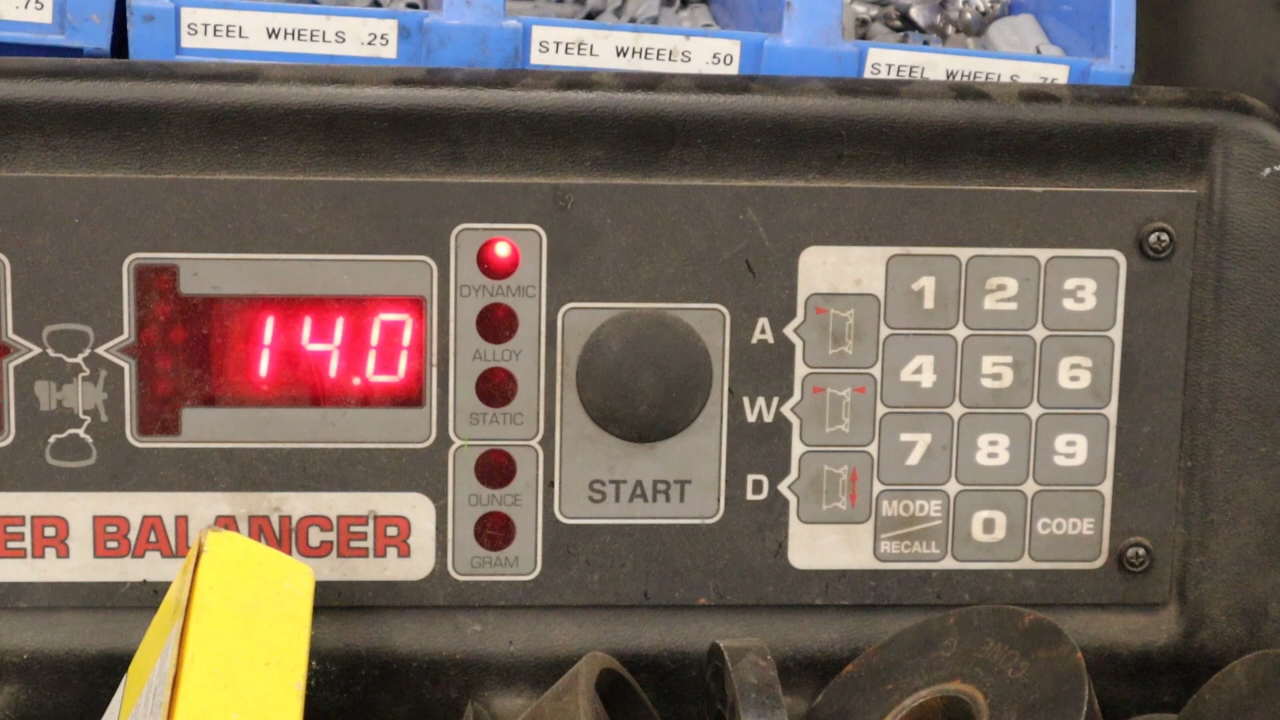 .75
STEEL WHEELS .25
STEEL WHEELS .50
STEEL WHEELS .75
14.0
DYNAMIC
ALLOY
STATIC
OUNCE
GRAM
START
A
W
D
1 2 3
4 5 6
7 8 9
MODE
RECALL
0
CODE
ER BALANCER